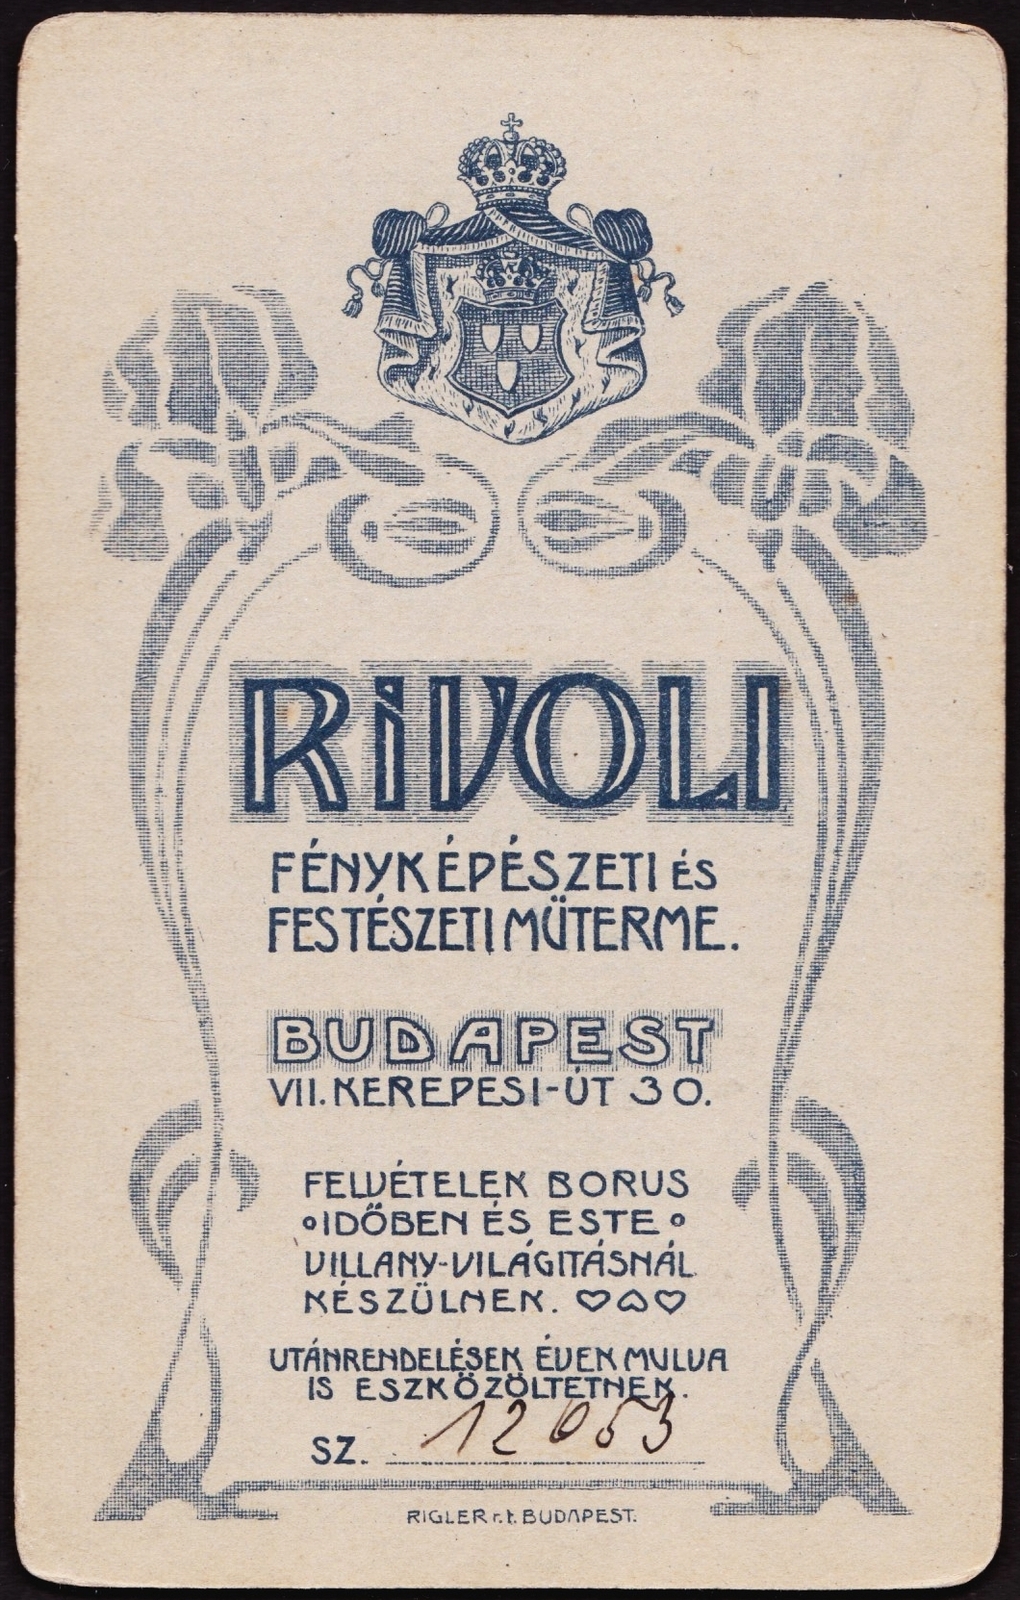 RIVOLI
FÉNYKÉPÉSZETI ÉS
FESTÉSZETI MŰTERME.
BUDAPEST
VII. KEREPESI-ÚT 30.
FELVÉTELEK BORUS
IDŐBEN ÉS ESTE
VILLANY-VILÁGITÁSNÁL
KÉSZÜLNEK.
UTÁNRENDELÉSEK ÉVEK MULVA
IS ESZKÖZÖLTETNEK.
SZ. 12053
RIGLER r.t. BUDAPEST.